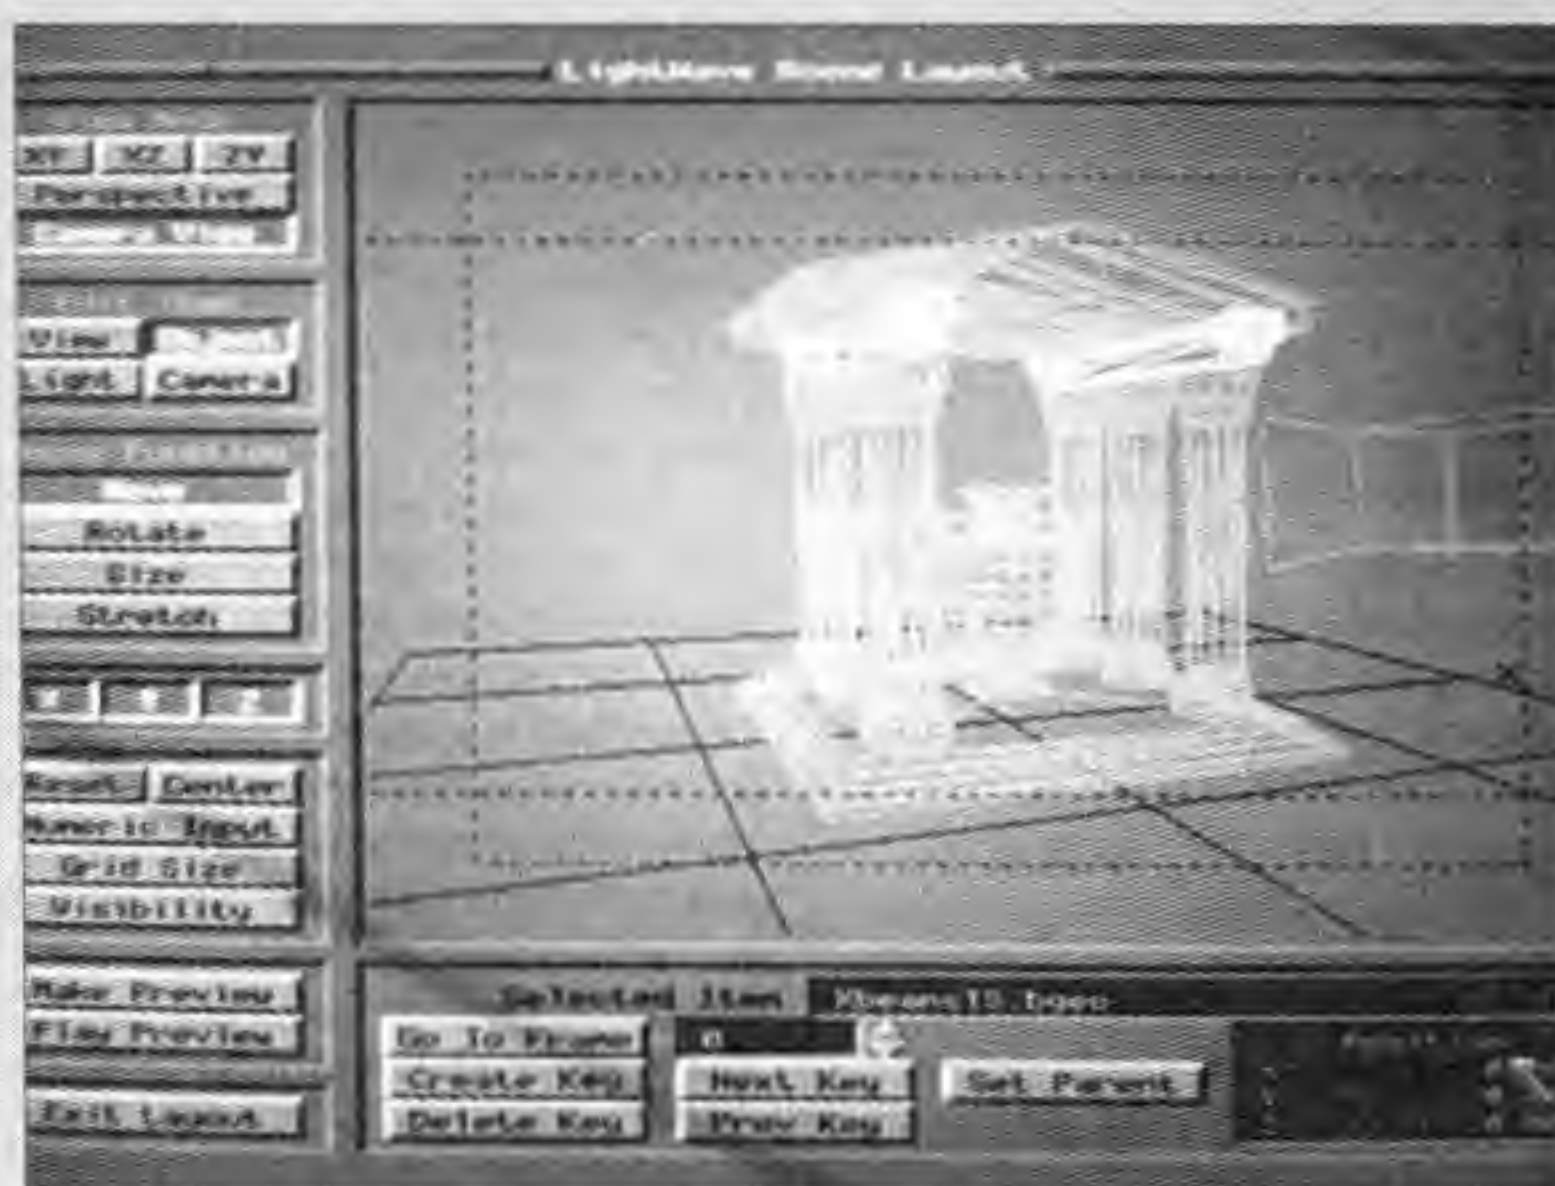 LightWave Scene Layout
XY XZ ZY
Perspective
View
Light Camera
Move
Rotate
Size
Stretch
Reset Center
Numeric Input
Grid Size
Visibility
Make Preview
Play Preview
Exit Layout
Selected Item
Go To Frame 0
Create Key Next Key Set Parent
Delete Key Prev Key